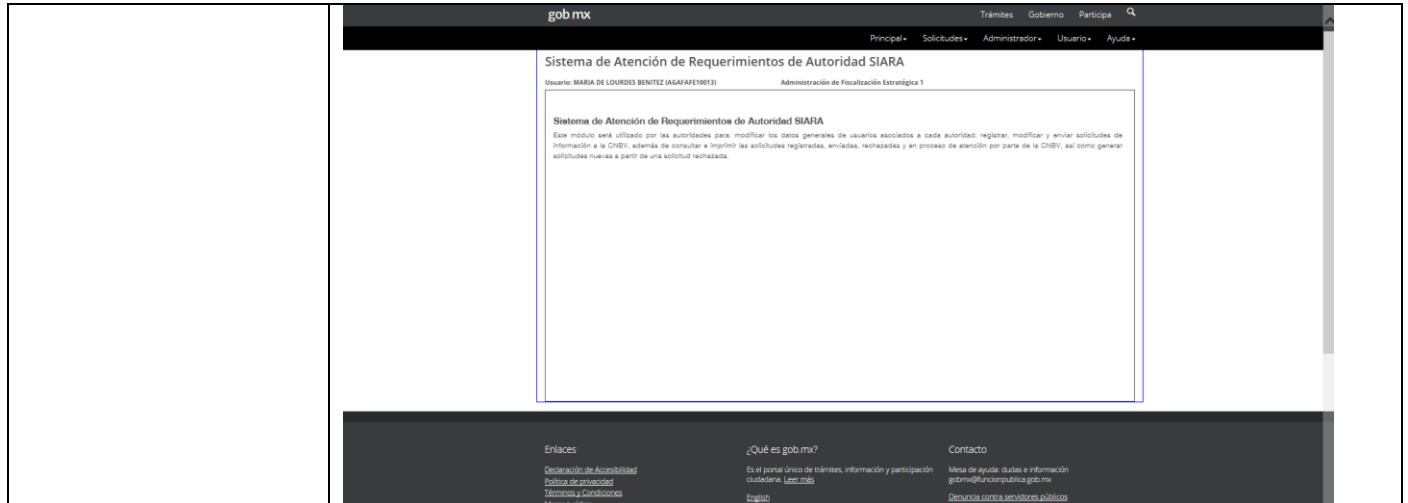 gob mx
Trámites Gobierno Participa
Principal Solicitudes Administrador Usuario Ayuda
Sistema de Atención de Requerimientos de Autoridad SIARA
Usuario: MARIA DE LOURDES BENITEZ (AGAFAFE10013) Administración de Fiscalización Estratégica 1
Sistema de Atención de Requerimientos de Autoridad SIARA
Este módulo será utilizado por las autoridades para: modificar los datos generales de usuarios asociados a cada autoridad; registrar, modificar y enviar solicitudes de
información a la CNBV, además de consultar e imprimir las solicitudes registradas, enviadas, rechazadas y en proceso de atención por parte de la CNBV, así como generar
solicitudes nuevas a partir de una solicitud rechazada.
Enlaces
Declaración de Accesibilidad
Política de privacidad
Términos y Condiciones
¿Qué es gob.mx?
Es el portal único de trámites, información y participación
ciudadana. Leer más
English
Contacto
Mesa de ayuda: dudas e información
gobmx@funcionpublica.gob.mx
Denuncia contra servidores públicos